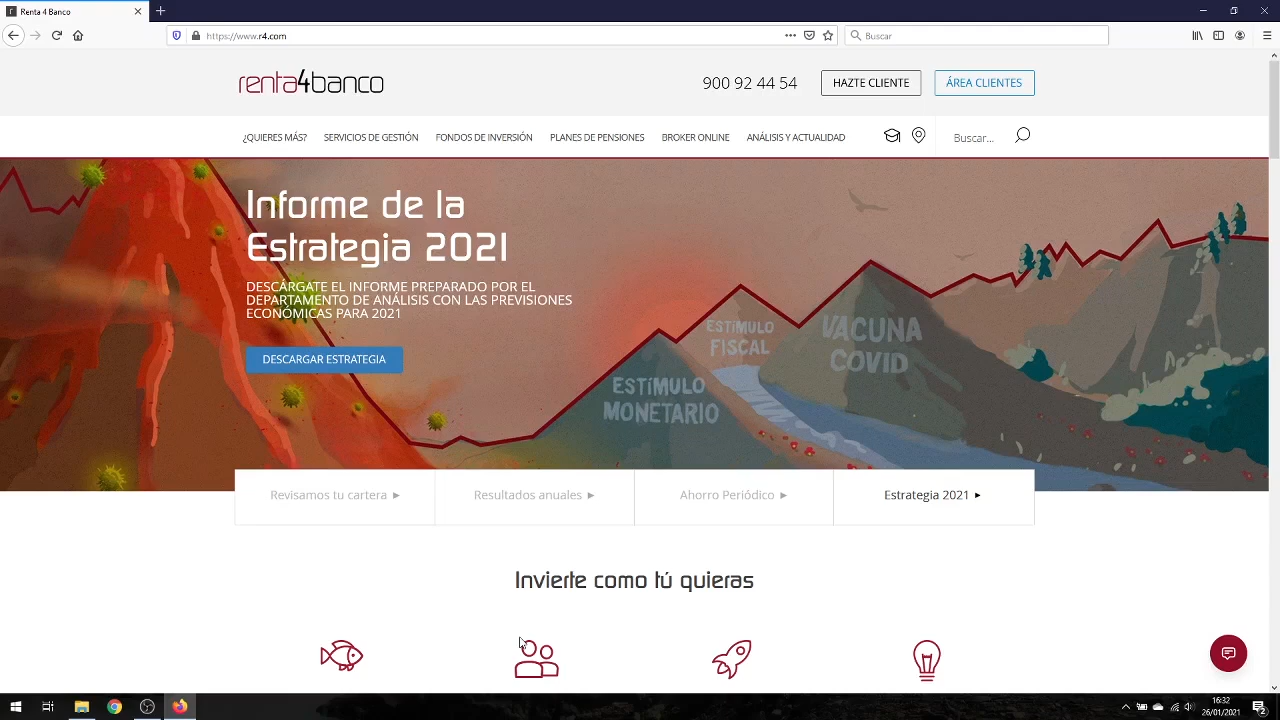 Renta 4 Banco
https://www.r4.com
Buscar
renta4banco
900 92 44 54
HAZTE CLIENTE
ÁREA CLIENTES
¿QUIERES MÁS?
SERVICIOS DE GESTIÓN
FONDOS DE INVERSIÓN
PLANES DE PENSIONES
BROKER ONLINE
ANÁLISIS Y ACTUALIDAD
Buscar...
Informe de la
Estrategia 2021
DESCÁRGATE EL INFORME PREPARADO POR EL
DEPARTAMENTO DE ANÁLISIS CON LAS PREVISIONES
ECONÓMICAS PARA 2021
DESCARGAR ESTRATEGIA
ESTÍMULO
MONETARIO
ESTÍMULO
FISCAL
VACUNA
COVID
Revisamos tu cartera
Resultados anuales
Ahorro Periódico
Estrategia 2021
Invierte como tú quieras
16:32
26/01/2021